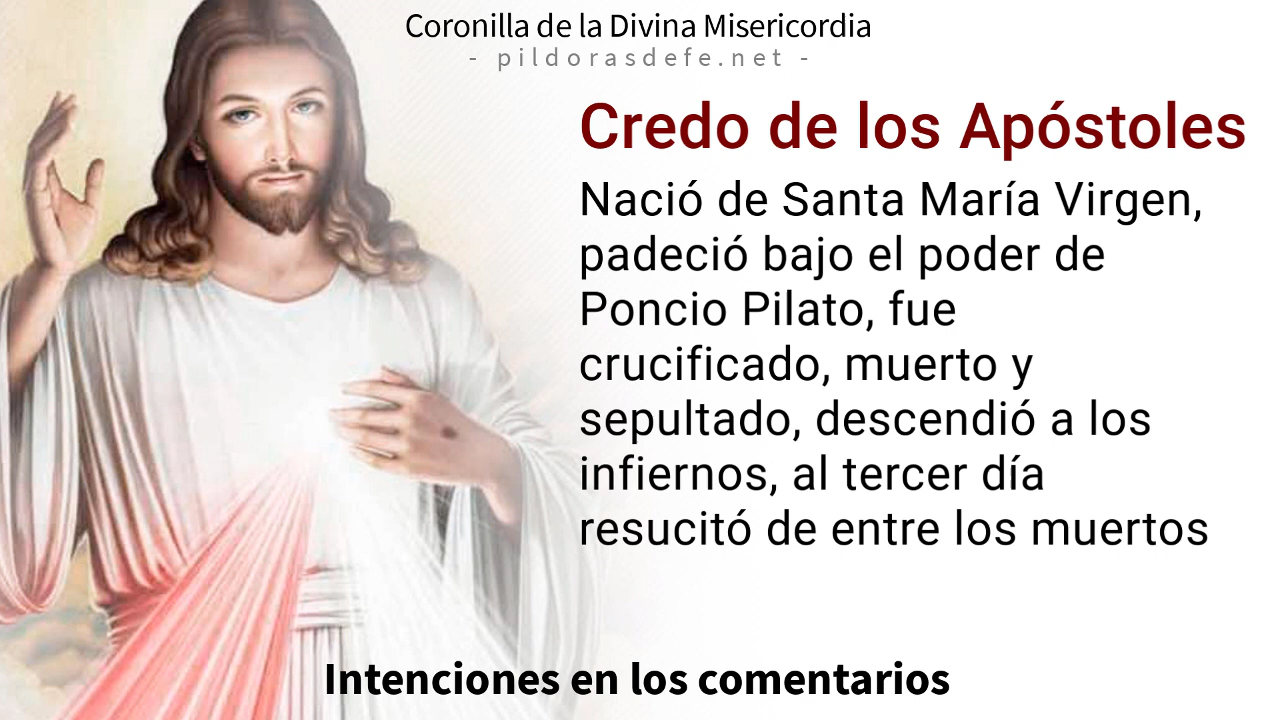 Coronilla de la Divina Misericordia
- pildorasdefe.net -
Credo de los Apóstoles
Nació de Santa María Virgen,
padeció bajo el poder de
Poncio Pilato, fue
crucificado, muerto y
sepultado, descendió a los
infiernos, al tercer día
resucitó de entre los muertos
Intenciones en los comentarios